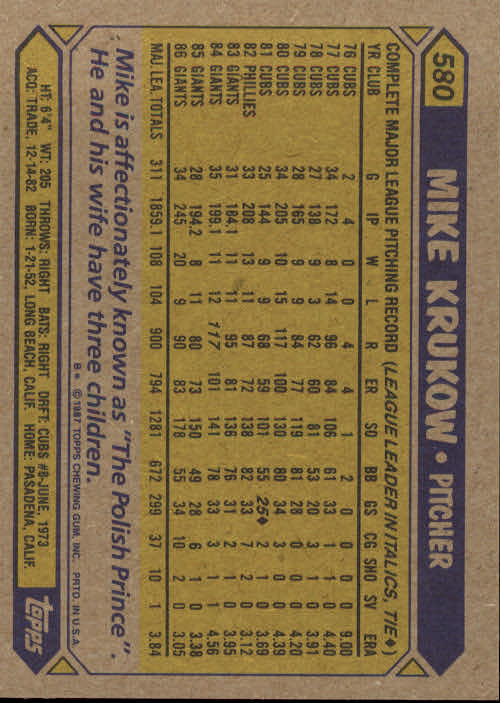 580 MIKE KRUKOW • PITCHER
COMPLETE MAJOR LEAGUE PITCHING RECORD (LEAGUE LEADER IN ITALICS, TIE♦)
YR CLUB G IP W L R ER SO BB GS CG SHO SV ERA
76 CUBS 2 4 0 0 4 4 1 2 0 0 0 0 9.00
77 CUBS 34 172 8 14 96 84 106 61 33 1 1 0 4.40
78 CUBS 27 138 9 3 62 60 81 53 20 3 1 0 3.91
79 CUBS 28 165 9 9 84 77 119 81 28 0 0 0 4.20
80 CUBS 34 205 10 15 117 100 130 80 34 3 0 0 4.39
81 CUBS 25 144 9 9 68 59 101 55 25♦ 2 1 0 3.69
82 PHILLIES 33 208 13 11 87 72 138 82 33 7 2 0 3.12
83 GIANTS 31 184.1 11 11 95 81 136 76 31 2 1 0 3.95
84 GIANTS 35 199.1 11 12 117 101 141 78 33 3 1 1 4.56
85 GIANTS 28 194.2 8 11 80 73 150 49 28 6 1 0 3.38
86 GIANTS 34 245 20 9 90 83 178 55 34 10 2 0 3.05
MAJ. LEA. TOTALS 311 1859.1 108 104 900 794 1281 672 299 37 10 1 3.84
Mike is affectionately known as "The Polish Prince".
He and his wife have three children.
B* © 1987 TOPPS CHEWING GUM, INC. PRTD. IN U.S.A.
HT: 6'4" WT: 205 THROWS: RIGHT BATS: RIGHT DRFT: CUBS #8-JUNE, 1973
ACQ: TRADE, 12-14-82 BORN: 1-21-52, LONG BEACH, CALIF. HOME: PASADENA, CALIF.
topps